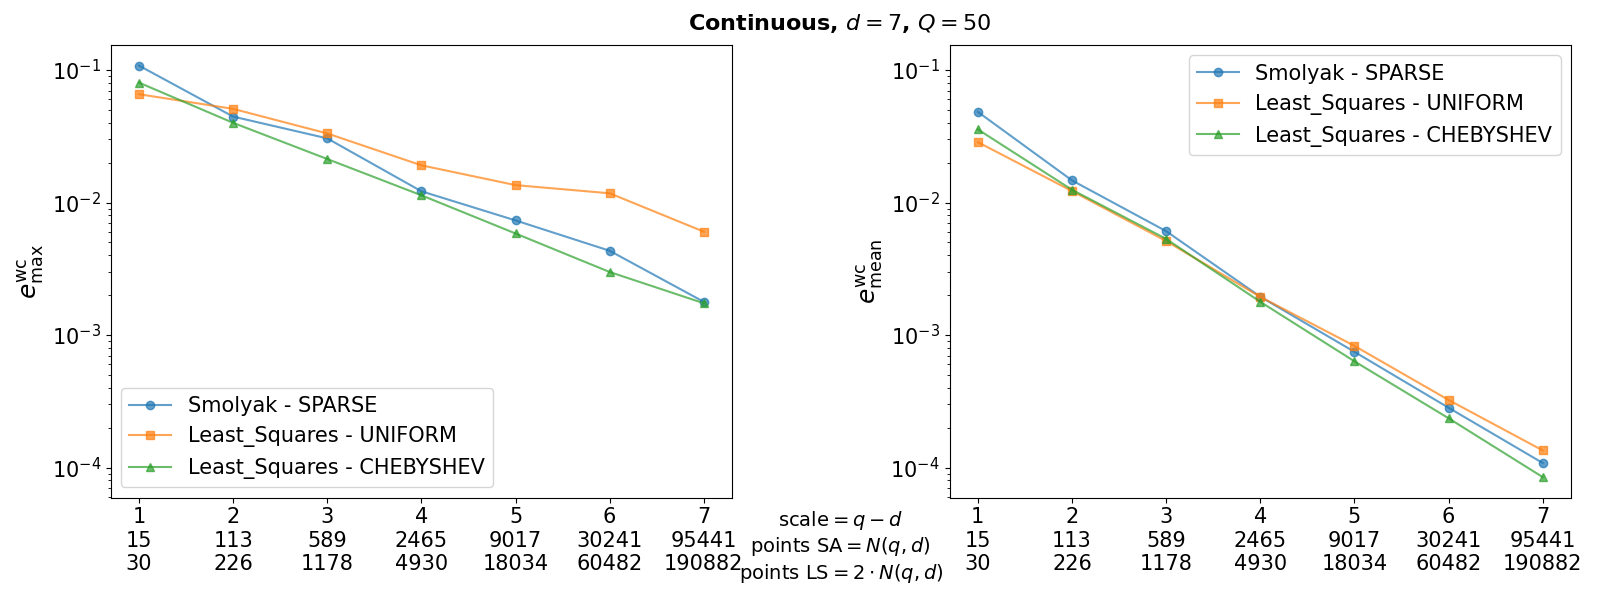 Continuous, d = 7, Q = 50
10⁻¹
10⁻²
10⁻³
10⁻⁴
e^wc_max
Smolyak - SPARSE
Least_Squares - UNIFORM
Least_Squares - CHEBYSHEV
1 2 3 4 5 6 7
15 113 589 2465 9017 30241 95441
30 226 1178 4930 18034 60482 190882
scale = q − d
points SA = N(q, d)
points LS = 2 · N(q, d)
10⁻¹
10⁻²
10⁻³
10⁻⁴
e^wc_mean
Smolyak - SPARSE
Least_Squares - UNIFORM
Least_Squares - CHEBYSHEV
1 2 3 4 5 6 7
15 113 589 2465 9017 30241 95441
30 226 1178 4930 18034 60482 190882